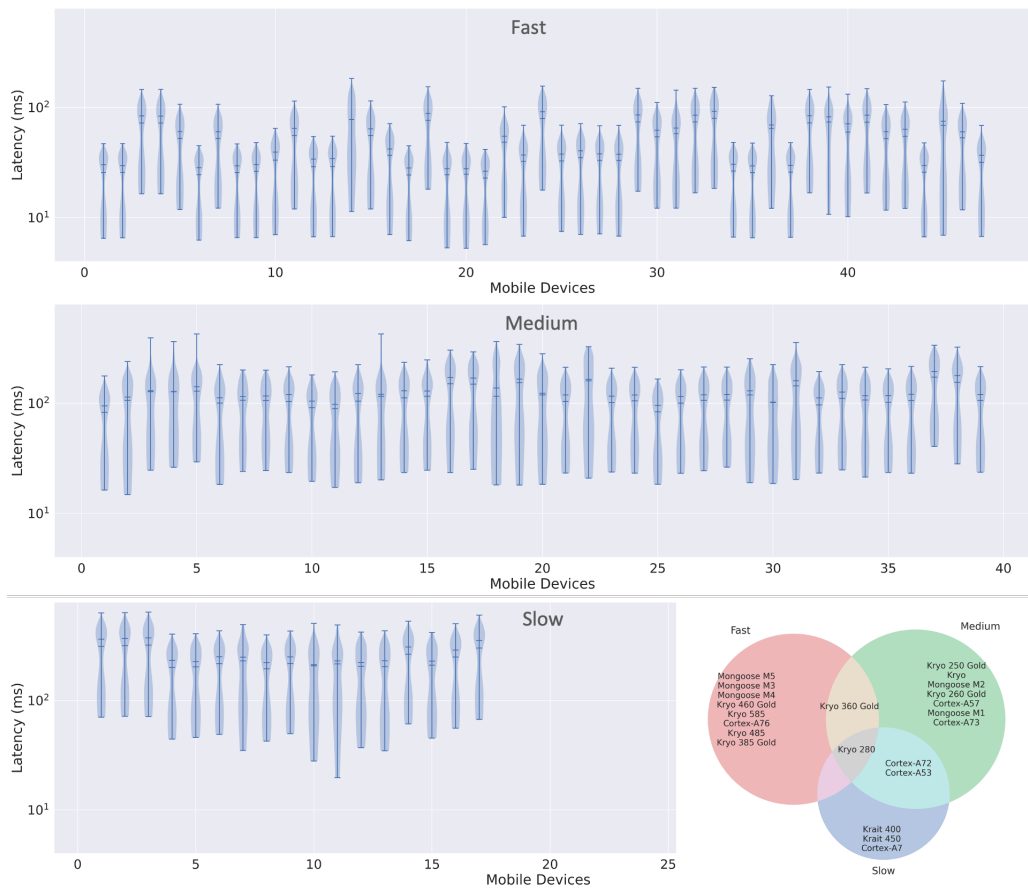 Fast
Latency (ms)
10²
10¹
0
10
20
30
40
Mobile Devices
Medium
Latency (ms)
10²
10¹
0
5
10
15
20
25
30
35
40
Mobile Devices
Slow
Latency (ms)
10²
10¹
0
5
10
15
20
25
Mobile Devices
Fast
Medium
Mongoose M5
Mongoose M3
Mongoose M4
Kryo 460 Gold
Kryo 585
Cortex-A76
Kryo 485
Kryo 385 Gold
Kryo 360 Gold
Kryo 280
Kryo 250 Gold
Kryo
Mongoose M2
Kryo 260 Gold
Cortex-A57
Mongoose M1
Cortex-A73
Cortex-A72
Cortex-A53
Krait 400
Krait 450
Cortex-A7
Slow